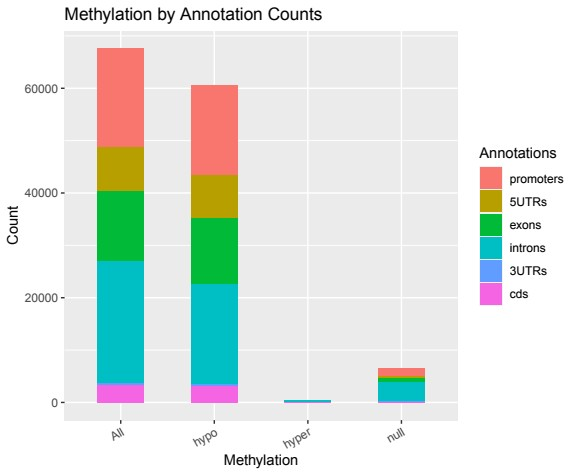 Methylation by Annotation Counts
Count
60000
40000
20000
0
All
hypo
hyper
null
Methylation
Annotations
promoters
5UTRs
exons
introns
3UTRs
cds